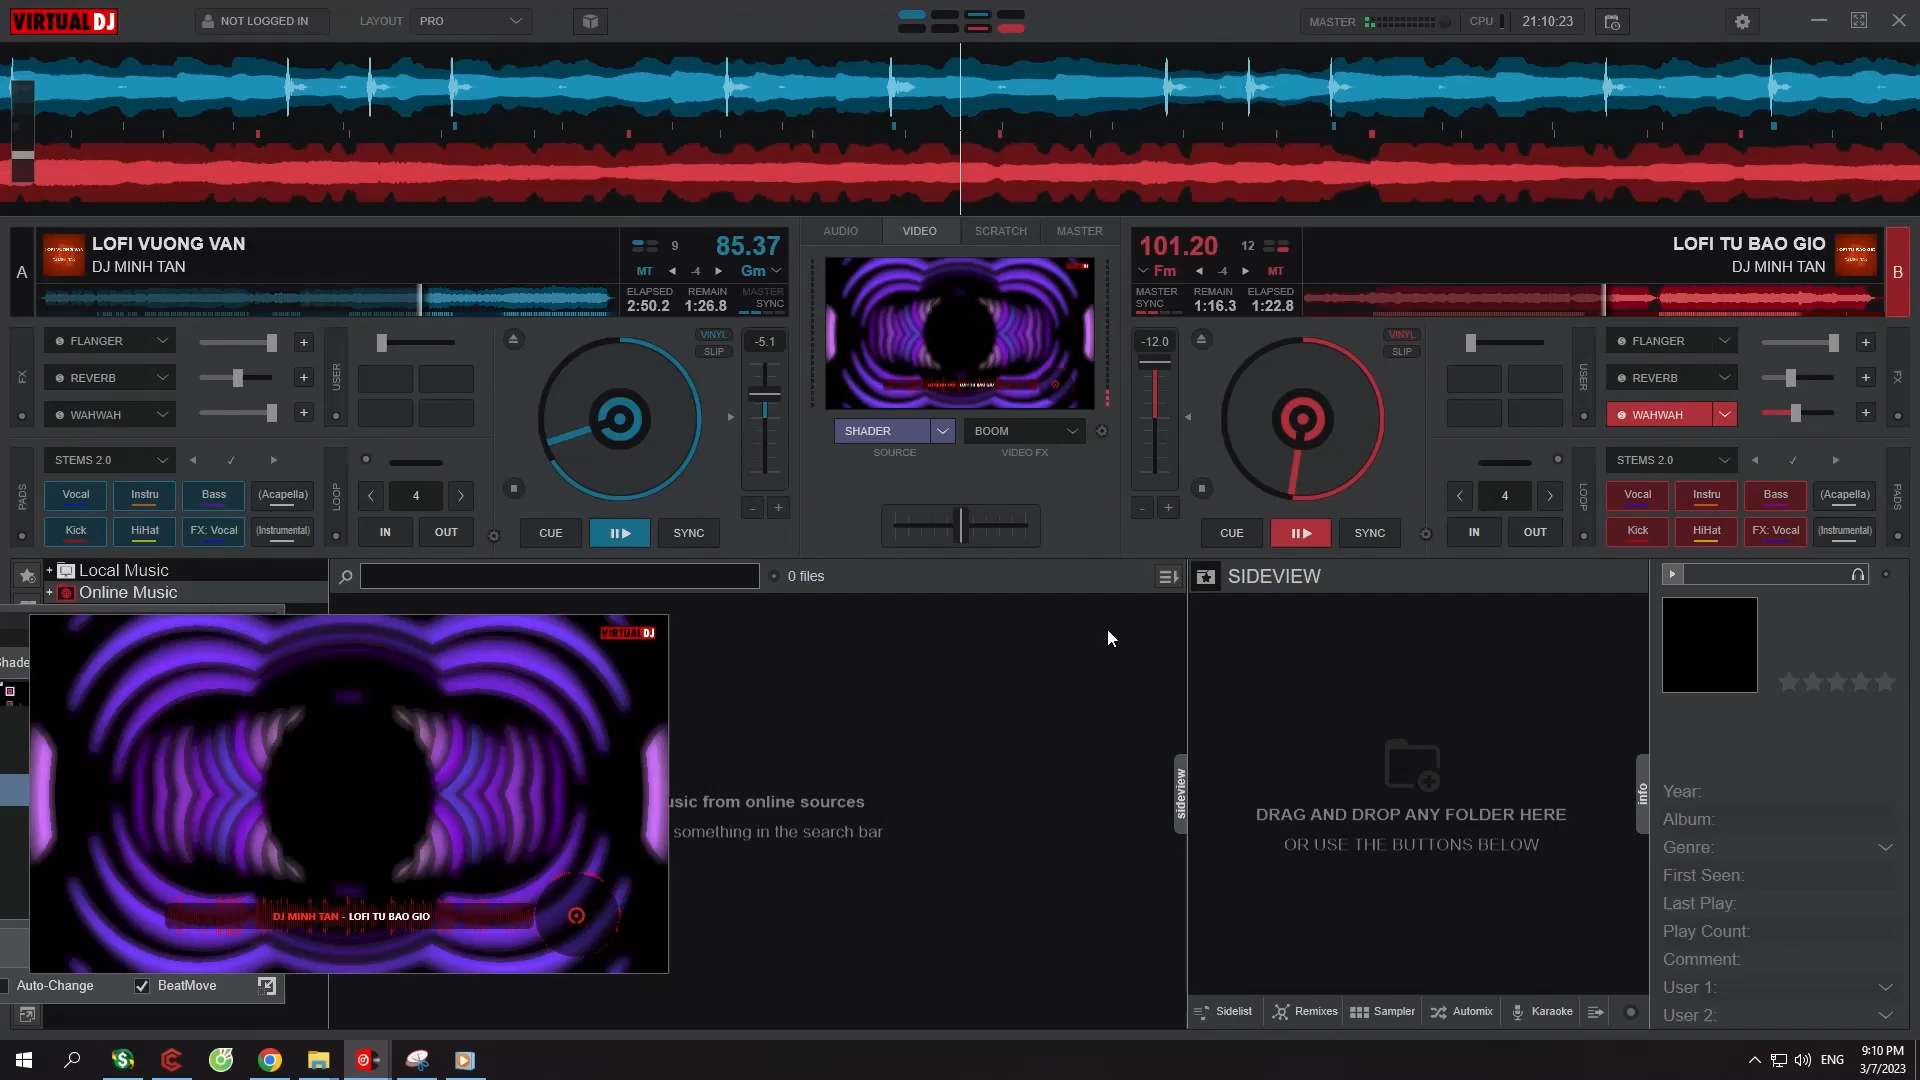 VIRTUALDJ
NOT LOGGED IN
LAYOUT
PRO
MASTER
CPU
21:10:23
A
LOFI VUONG VAN
DJ MINH TAN
9
85.37
MT
-4
Gm
ELAPSED
REMAIN
MASTER
SYNC
2:50.2
1:26.8
AUDIO
VIDEO
SCRATCH
MASTER
101.20
12
Fm
-4
MT
MASTER
SYNC
REMAIN
ELAPSED
1:16.3
1:22.8
LOFI TU BAO GIO
DJ MINH TAN
B
FX
FLANGER
REVERB
WAHWAH
USER
VINYL
SLIP
-5.1
SHADER
SOURCE
BOOM
VIDEO FX
-12.0
VINYL
SLIP
USER
FLANGER
REVERB
WAHWAH
FX
PADS
STEMS 2.0
Vocal
Instru
Bass
(Acapella)
Kick
HiHat
FX: Vocal
(Instrumental)
LOOP
4
IN
OUT
CUE
SYNC
CUE
SYNC
4
IN
OUT
LOOP
STEMS 2.0
Vocal
Instru
Bass
(Acapella)
Kick
HiHat
FX: Vocal
(Instrumental)
PADS
Local Music
Online Music
0 files
SIDEVIEW
Shade
VIRTUALDJ
DJ MINH TAN - LOFI TU BAO GIO
Auto-Change
BeatMove
usic from online sources
something in the search bar
sideview
DRAG AND DROP ANY FOLDER HERE
OR USE THE BUTTONS BELOW
info
Year:
Album:
Genre:
First Seen:
Last Play:
Play Count:
Comment:
User 1:
User 2:
Sidelist
Remixes
Sampler
Automix
Karaoke
ENG
9:10 PM
3/7/2023